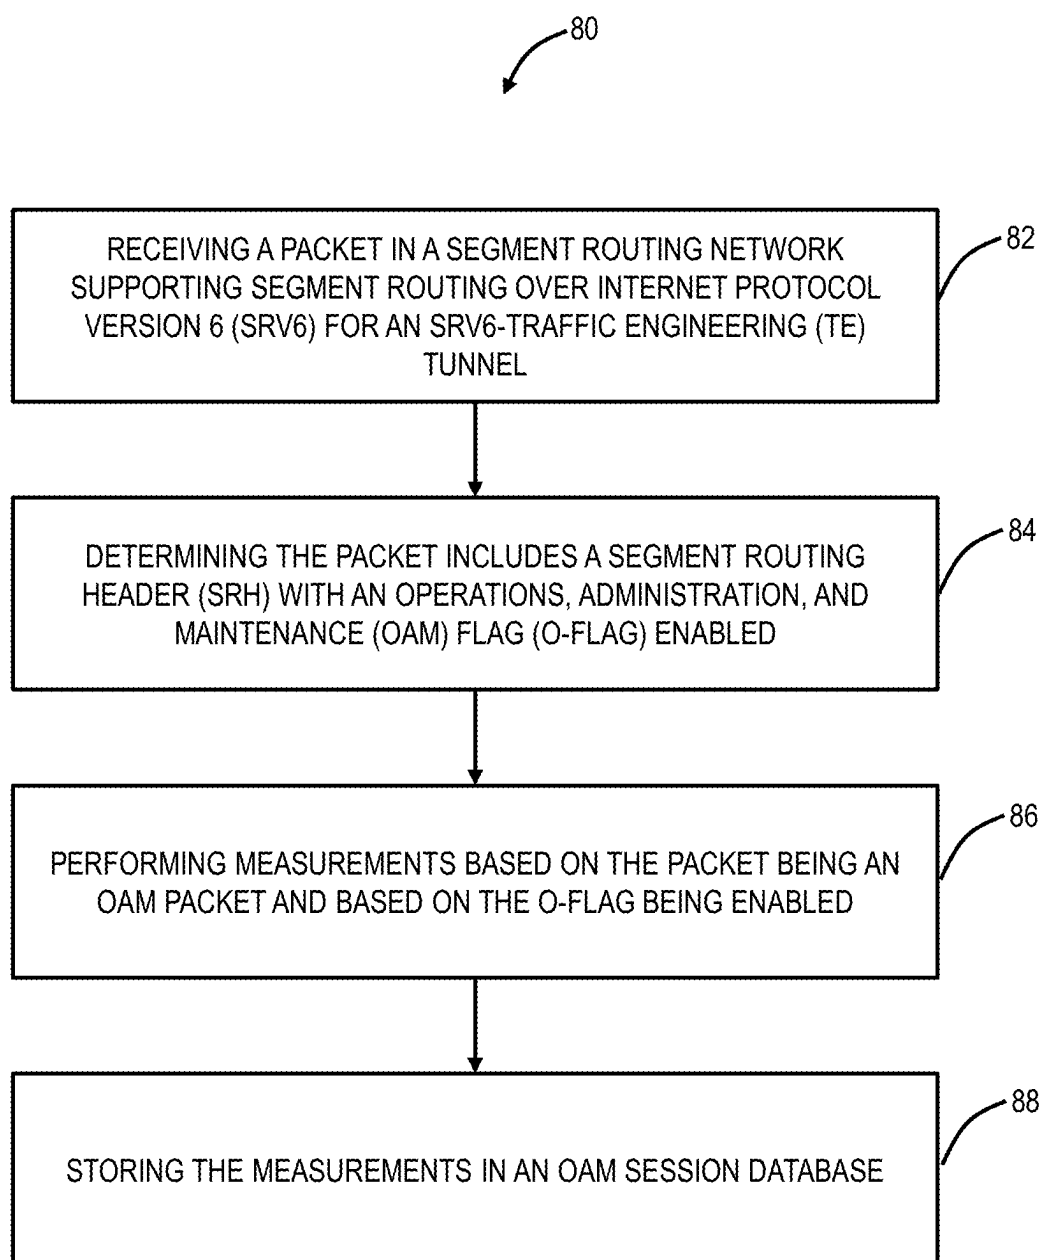 80
RECEIVING A PACKET IN A SEGMENT ROUTING NETWORK
SUPPORTING SEGMENT ROUTING OVER INTERNET PROTOCOL
VERSION 6 (SRV6) FOR AN SRV6-TRAFFIC ENGINEERING (TE)
TUNNEL
82
DETERMINING THE PACKET INCLUDES A SEGMENT ROUTING
HEADER (SRH) WITH AN OPERATIONS, ADMINISTRATION, AND
MAINTENANCE (OAM) FLAG (O-FLAG) ENABLED
84
PERFORMING MEASUREMENTS BASED ON THE PACKET BEING AN
OAM PACKET AND BASED ON THE O-FLAG BEING ENABLED
86
STORING THE MEASUREMENTS IN AN OAM SESSION DATABASE
88